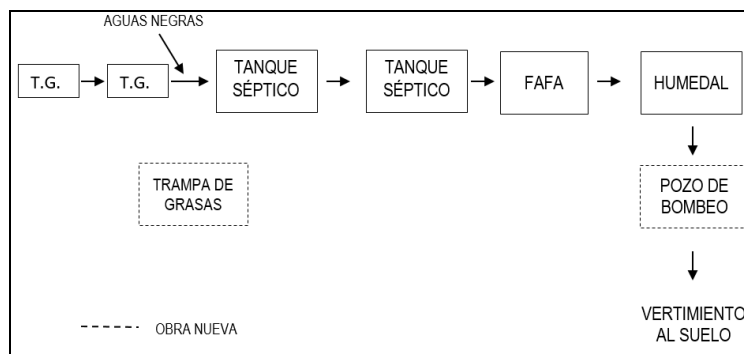 AGUAS NEGRAS
T.G.
T.G.
TANQUE
SÉPTICO
TANQUE
SÉPTICO
FAFA
HUMEDAL
TRAMPA DE
GRASAS
POZO DE
BOMBEO
VERTIMIENTO
AL SUELO
OBRA NUEVA